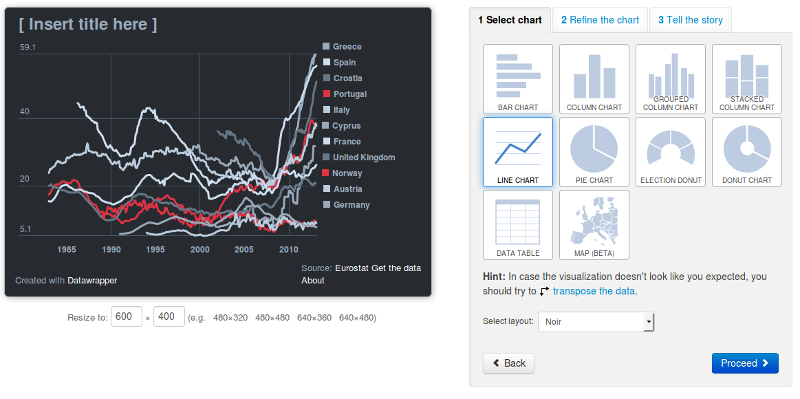 [ Insert title here ]
59.1
40
20
5.1
1985 1990 1995 2000 2005 2010
Greece
Spain
Croatia
Portugal
Italy
Cyprus
France
United Kingdom
Norway
Austria
Germany
Source: Eurostat Get the data
Created with Datawrapper
About
Resize to: 600 × 400 (e.g. 480×320 480×480 640×360 640×480)
1 Select chart 2 Refine the chart 3 Tell the story
BAR CHART
COLUMN CHART
GROUPED
COLUMN CHART
STACKED
COLUMN CHART
LINE CHART
PIE CHART
ELECTION DONUT
DONUT CHART
DATA TABLE
MAP (BETA)
Hint: In case the visualization doesn't look like you expected, you
should try to transpose the data.
Select layout: Noir
Back
Proceed